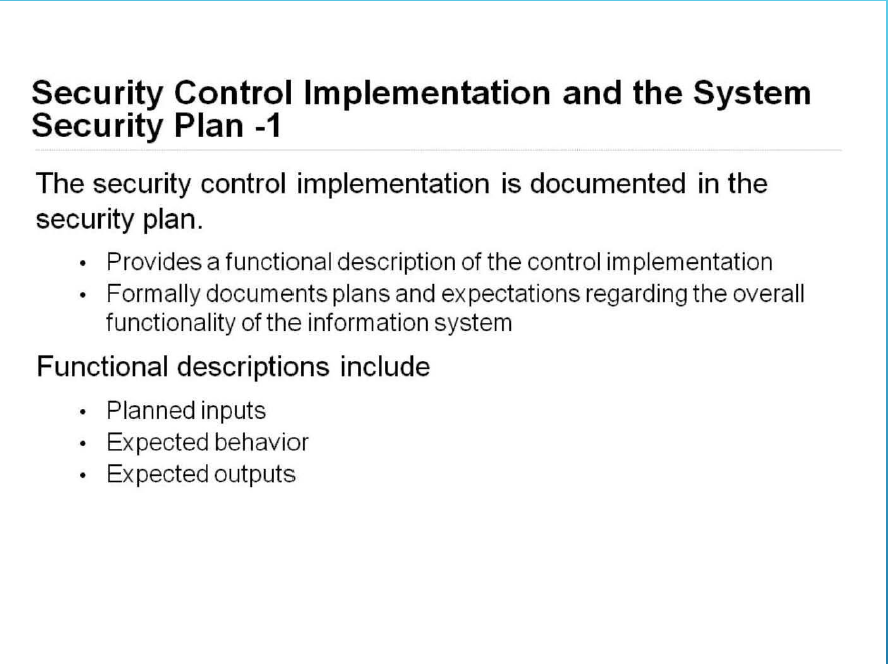 Security Control Implementation and the System
Security Plan -1
The security control implementation is documented in the
security plan.
• Provides a functional description of the control implementation
• Formally documents plans and expectations regarding the overall
functionality of the information system
Functional descriptions include
• Planned inputs
• Expected behavior
• Expected outputs